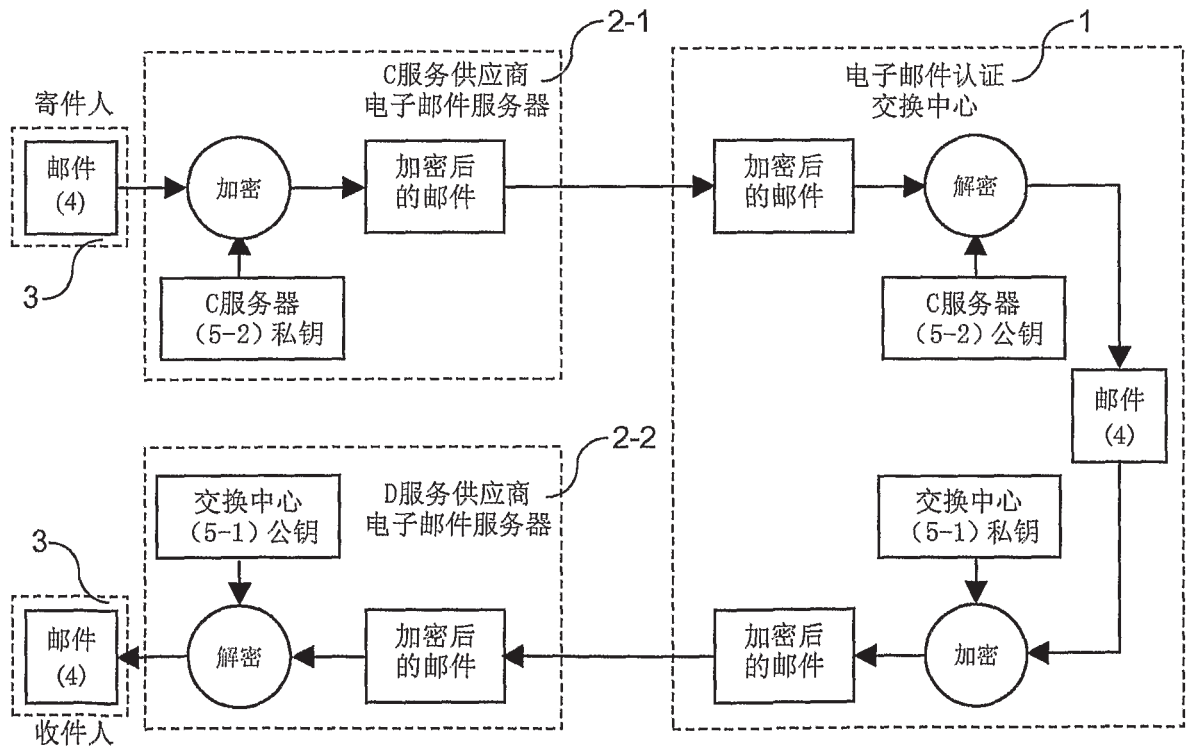 2-1
1
C服务供应商
电子邮件服务器
电子邮件认证
交换中心
寄件人
邮件
(4)
加密
加密后
的邮件
加密后
的邮件
解密
3
C服务器
(5-2)私钥
C服务器
(5-2)公钥
邮件
(4)
2-2
交换中心
(5-1)公钥
D服务供应商
电子邮件服务器
交换中心
(5-1)私钥
3
邮件
(4)
解密
加密后
的邮件
加密后
的邮件
加密
收件人